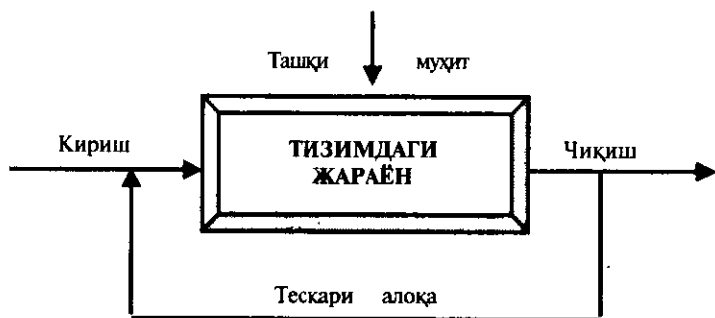 Ташқи муҳит
Кириш
ТИЗИМДАГИ
ЖАРАЁН
Чиқиш
Тескари алоқа